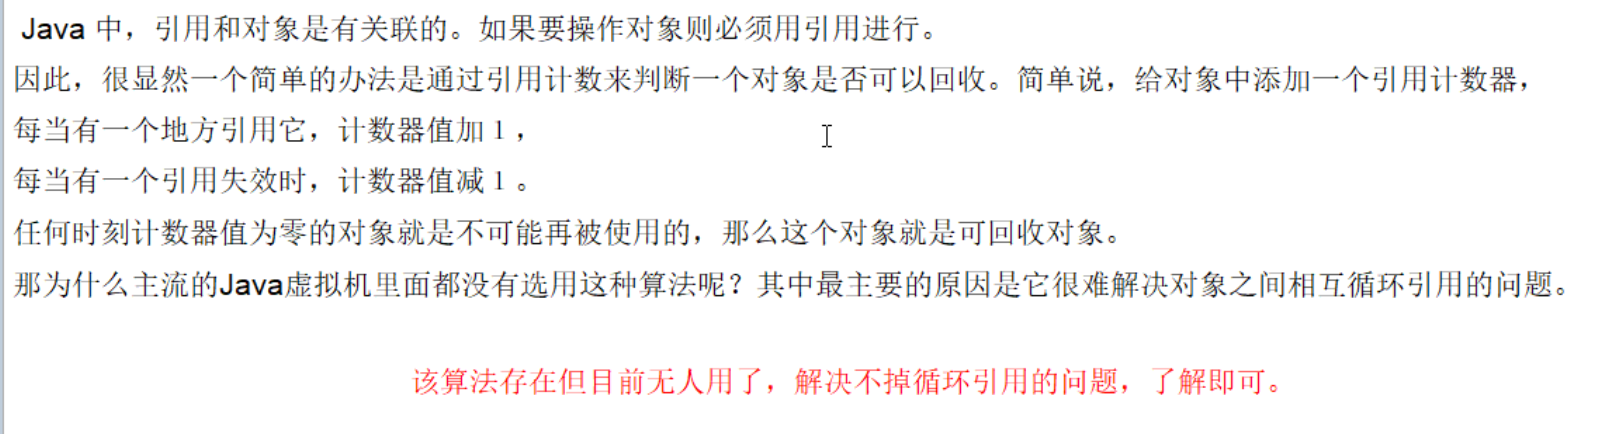 Java 中，引用和对象是有关联的。如果要操作对象则必须用引用进行。
因此，很显然一个简单的办法是通过引用计数来判断一个对象是否可以回收。简单说，给对象中添加一个引用计数器，
每当有一个地方引用它，计数器值加 1 ，
每当有一个引用失效时，计数器值减 1 。
任何时刻计数器值为零的对象就是不可能再被使用的，那么这个对象就是可回收对象。
那为什么主流的Java虚拟机里面都没有选用这种算法呢？其中最主要的原因是它很难解决对象之间相互循环引用的问题。
该算法存在但目前无人用了，解决不掉循环引用的问题，了解即可。